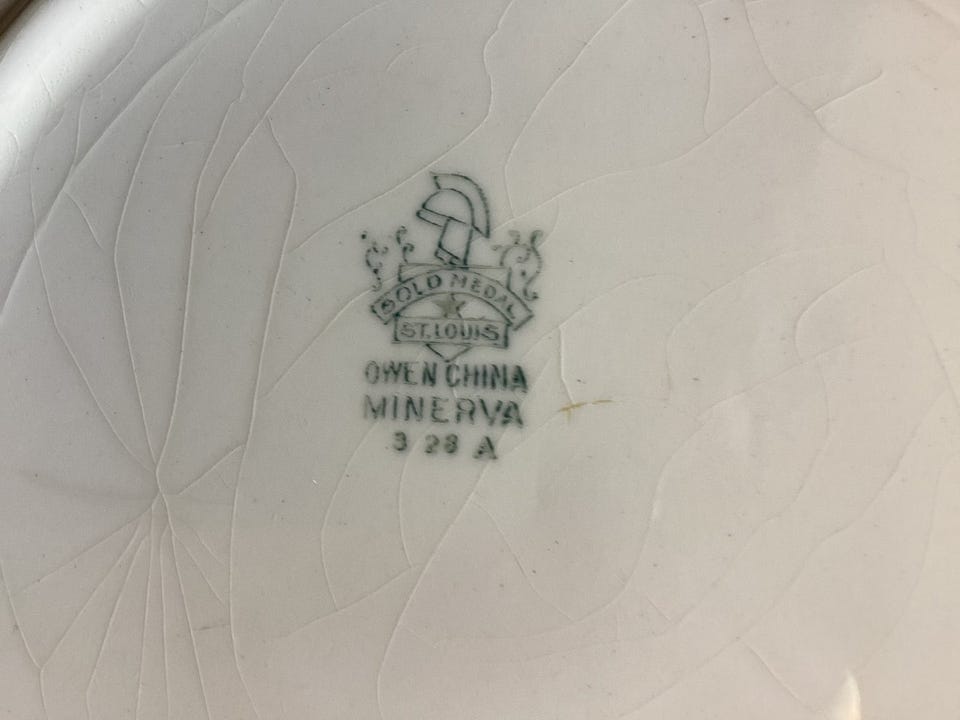 GOLD MEDAL
ST. LOUIS
OWEN CHINA
MINERVA
3 28 A